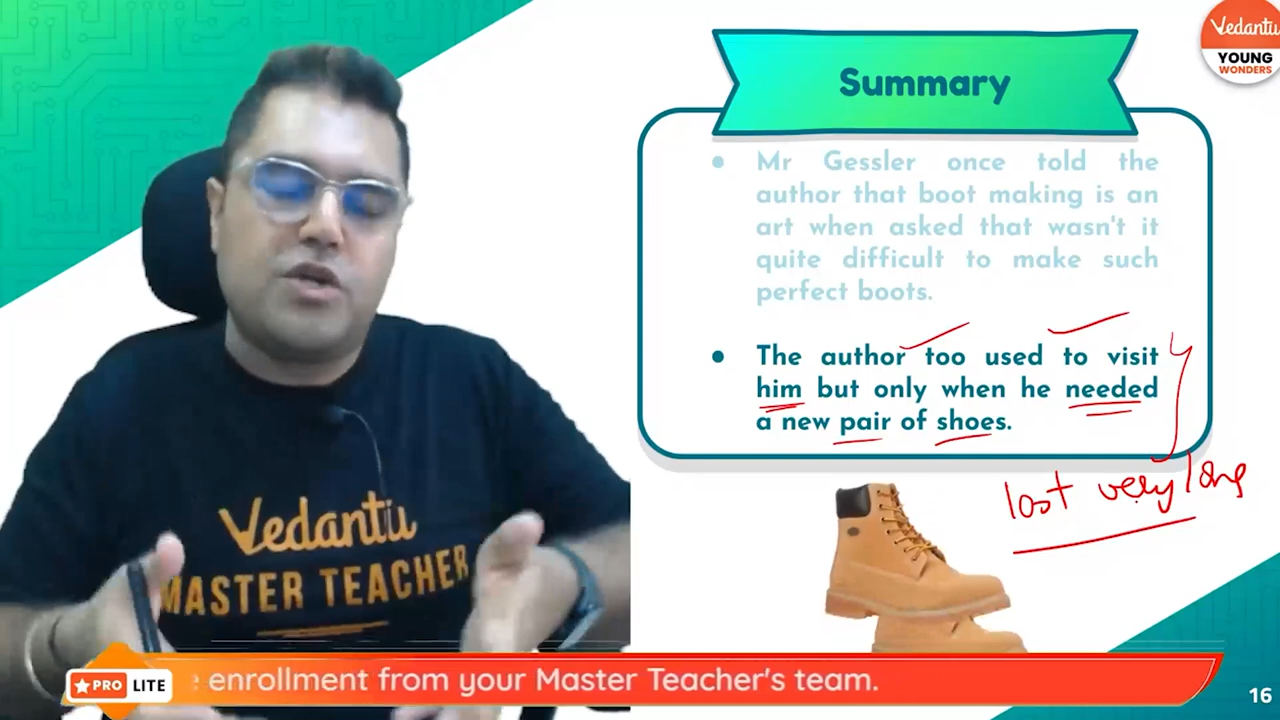 Vedantu
YOUNG
WONDERS
Summary
• Mr Gessler once told the
author that boot making is an
art when asked that wasn't it
quite difficult to make such
perfect boots.
• The author too used to visit
him but only when he needed
a new pair of shoes.
last very long
Vedantu
MASTER TEACHER
PRO LITE
enrollment from your Master Teacher's team.
16